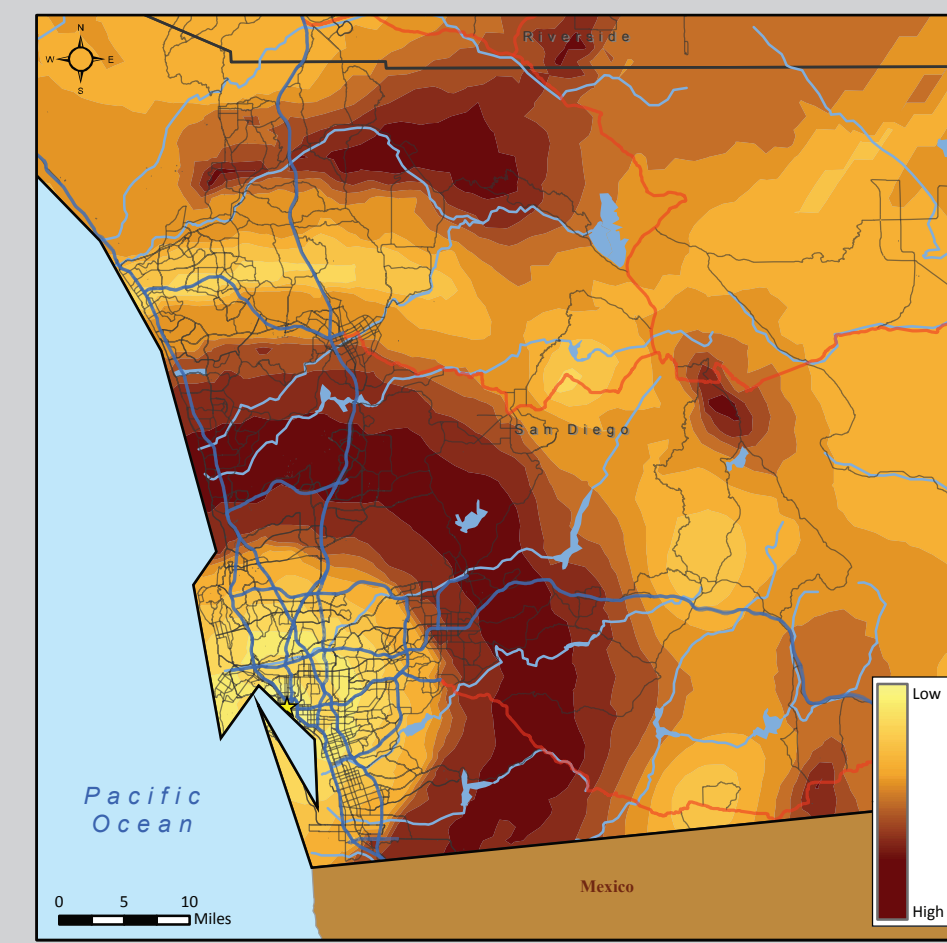 Riverside
N
W E
S
San Diego
Low
Pacific
Ocean
Mexico
0 5 10
Miles
High